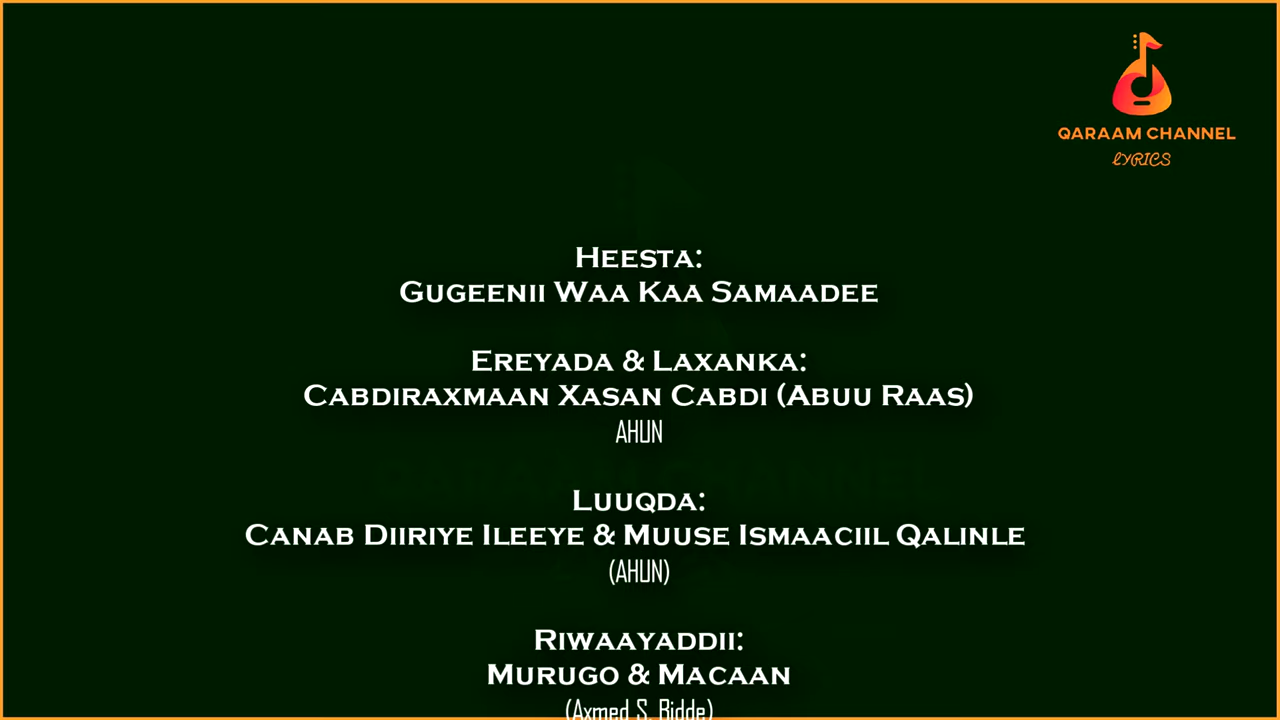 QARAAM CHANNEL
LYRICS
HEESTA:
GUGEENII WAA KAA SAMAADEE
EREYADA & LAXANKA:
CABDIRAXMAAN XASAN CABDI (ABUU RAAS)
AHUN
LUUQDA:
CANAB DIIRIYE ILEEYE & MUUSE ISMAACIIL QALINLE
(AHUN)
RIWAAYADDII:
MURUGO & MACAAN
(Axmed S. Bidde)